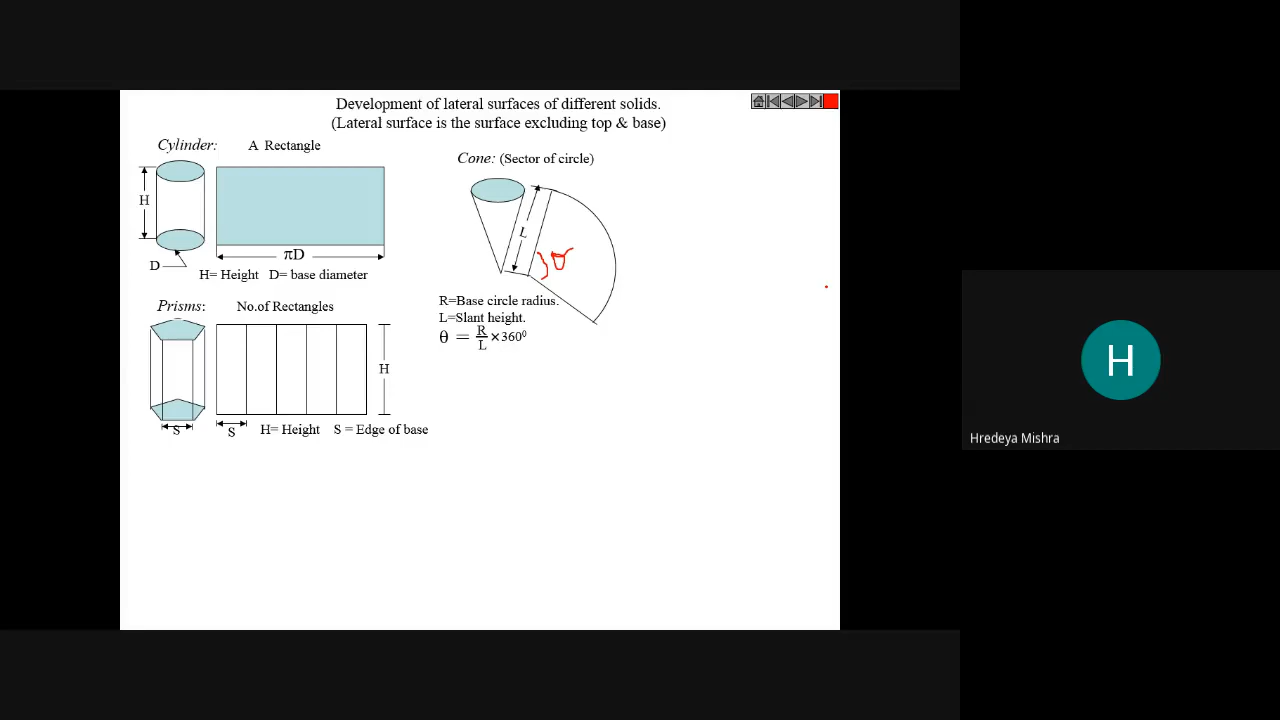 Development of lateral surfaces of different solids.
(Lateral surface is the surface excluding top & base)
Cylinder: A Rectangle
H
πD
D
H= Height D= base diameter
Cone: (Sector of circle)
L
R=Base circle radius.
L=Slant height.
θ = R/L ×360⁰
Prisms: No.of Rectangles
H
S
S
H= Height S = Edge of base
H
Hredeya Mishra